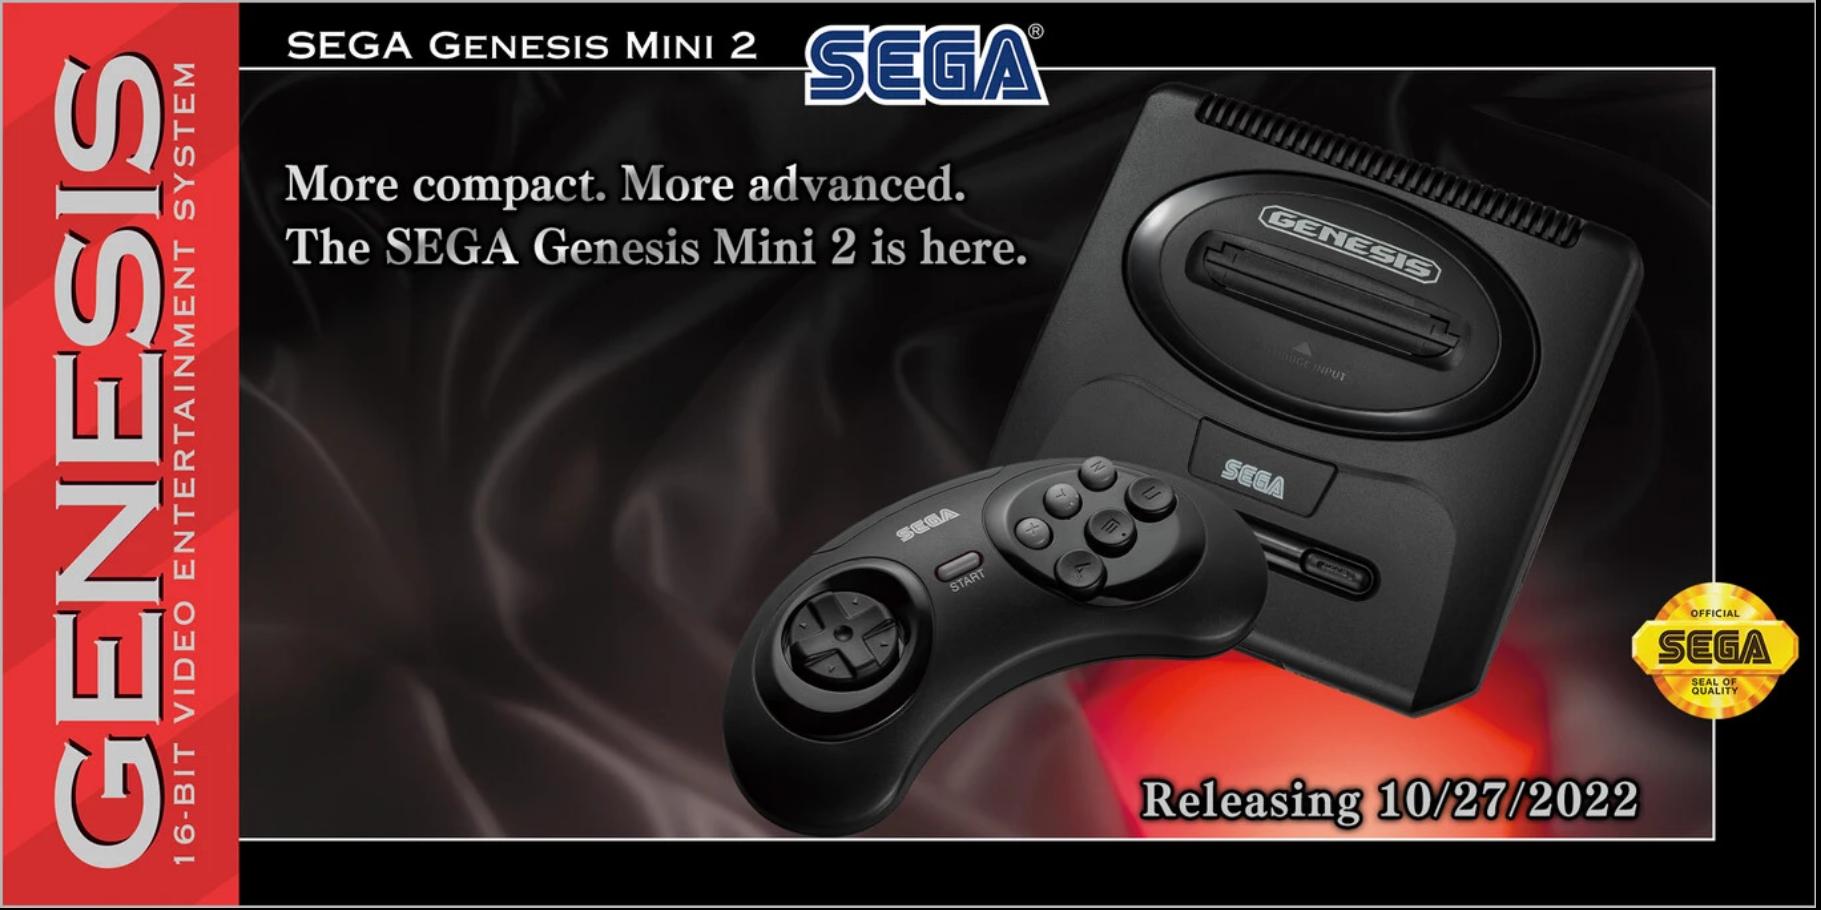 GENESIS
16-BIT VIDEO ENTERTAINMENT SYSTEM
SEGA GENESIS MINI 2
SEGA®
More compact. More advanced.
The SEGA Genesis Mini 2 is here.
GENESIS
INPUT
SEGA
SEGA
START
Z
Y
X
C
B
A
OFFICIAL
SEGA
SEAL OF
QUALITY
Releasing 10/27/2022